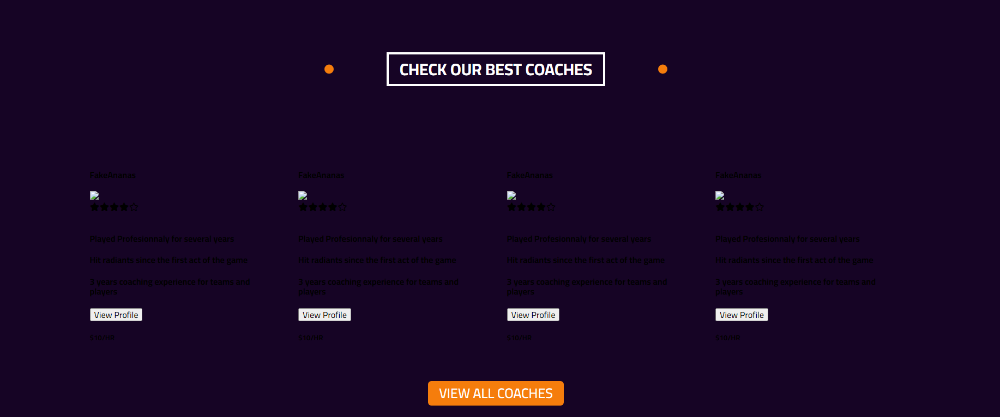 CHECK OUR BEST COACHES
FakeAnanas FakeAnanas FakeAnanas FakeAnanas
Played Profesionnaly for several years Played Profesionnaly for several years Played Profesionnaly for several years Played Profesionnaly for several years
Hit radiants since the first act of the game Hit radiants since the first act of the game Hit radiants since the first act of the game Hit radiants since the first act of the game
3 years coaching experience for teams and 3 years coaching experience for teams and 3 years coaching experience for teams and 3 years coaching experience for teams and
players players players players
View Profile View Profile View Profile View Profile
$10/HR $10/HR $10/HR $10/HR
VIEW ALL COACHES